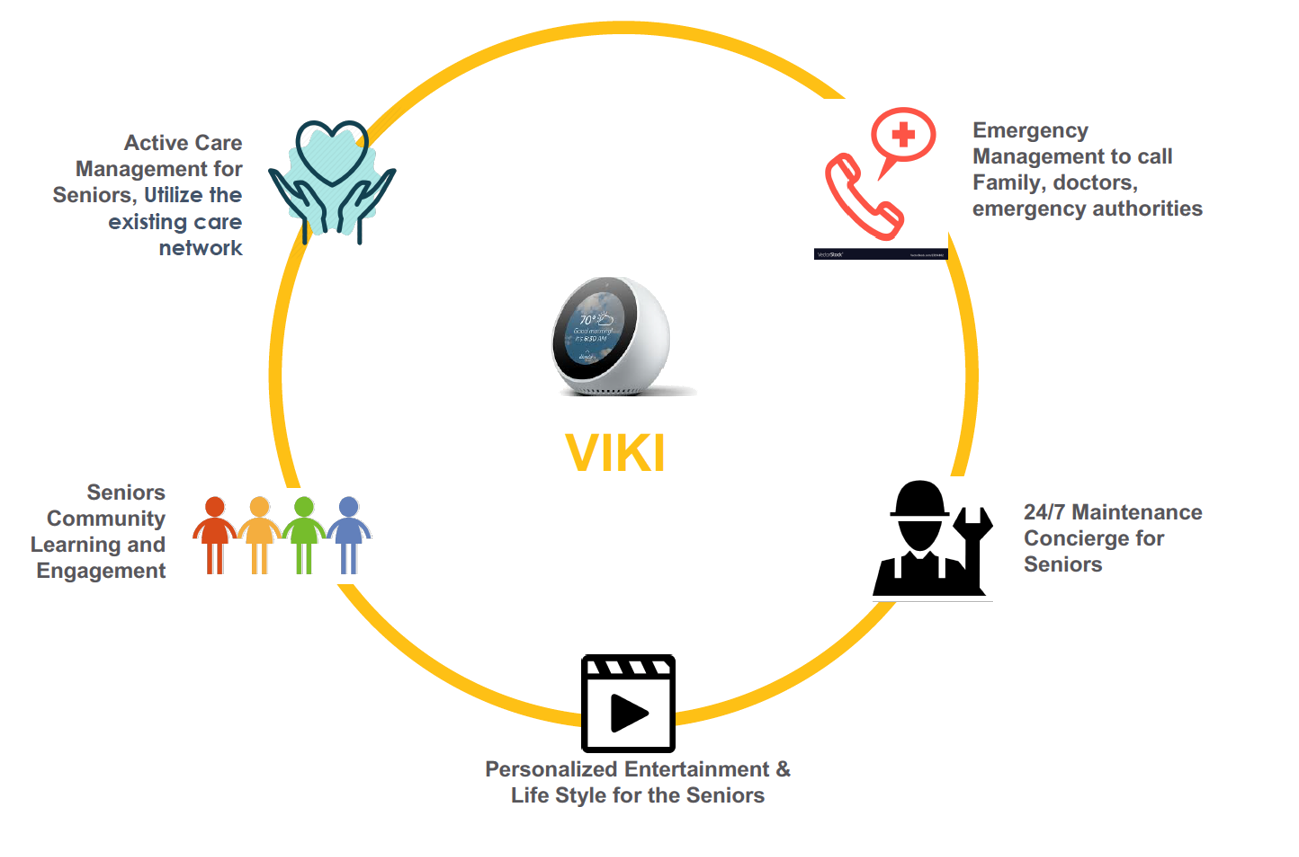 Active Care
Management for
Seniors, Utilize the
existing care
network
Emergency
Management to call
Family, doctors,
emergency authorities
VectorStock
70°
Good morning!
It's 8:30 AM
VIKI
Seniors
Community
Learning and
Engagement
24/7 Maintenance
Concierge for
Seniors
Personalized Entertainment &
Life Style for the Seniors